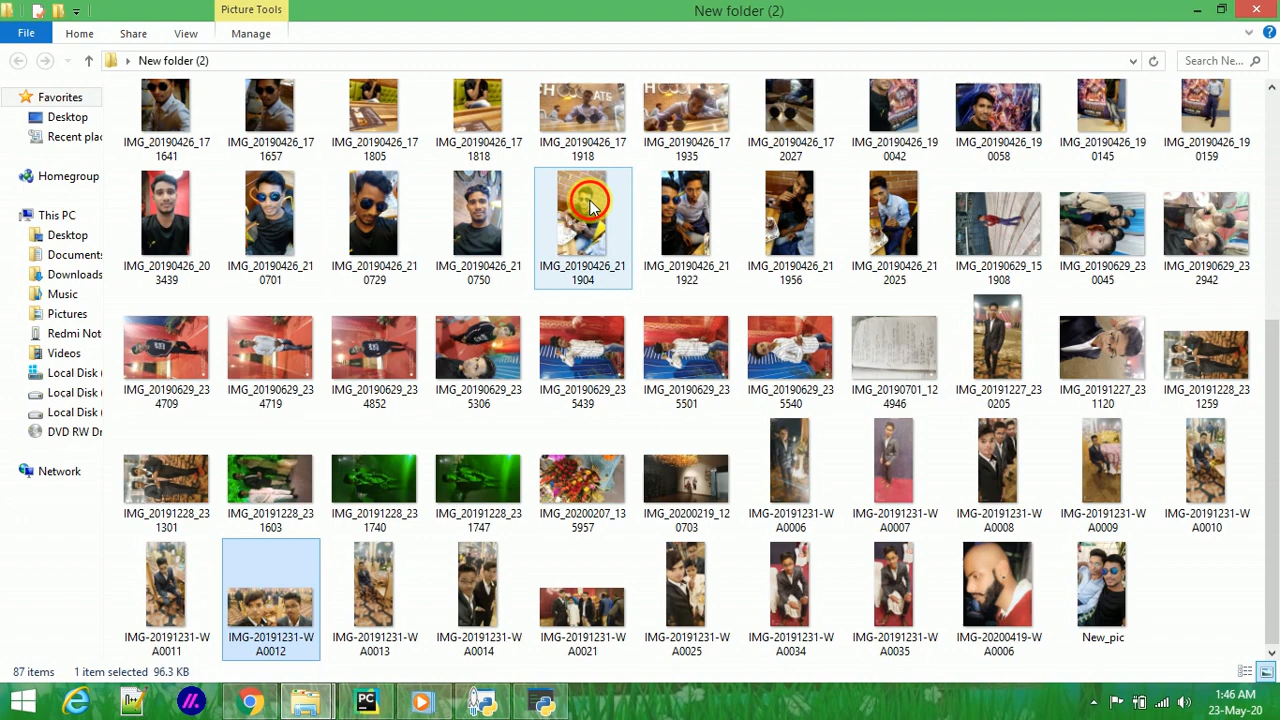 Picture Tools
New folder (2)
File
Home
Share
View
Manage
New folder (2)
Search Ne...
Favorites
Desktop
Recent plac
Homegroup
This PC
Desktop
Documents
Downloads
Music
Pictures
Redmi Not
Videos
Local Disk (
Local Disk (
Local Disk (
DVD RW Dr
Network
IMG_20190426_17
1641
IMG_20190426_17
1657
IMG_20190426_17
1805
IMG_20190426_17
1818
IMG_20190426_17
1918
IMG_20190426_17
1935
IMG_20190426_17
2027
IMG_20190426_19
0042
IMG_20190426_19
0058
IMG_20190426_19
0145
IMG_20190426_19
0159
IMG_20190426_20
3439
IMG_20190426_21
0701
IMG_20190426_21
0729
IMG_20190426_21
0750
IMG_20190426_21
1904
IMG_20190426_21
1922
IMG_20190426_21
1956
IMG_20190426_21
2025
IMG_20190629_15
1908
IMG_20190629_23
0045
IMG_20190629_23
2942
IMG_20190629_23
4709
IMG_20190629_23
4719
IMG_20190629_23
4852
IMG_20190629_23
5306
IMG_20190629_23
5439
IMG_20190629_23
5501
IMG_20190629_23
5540
IMG_20190701_12
4946
IMG_20191227_23
0205
IMG_20191227_23
1120
IMG_20191228_23
1259
IMG_20191228_23
1301
IMG_20191228_23
1603
IMG_20191228_23
1740
IMG_20191228_23
1747
IMG_20200207_13
5957
IMG_20200219_12
0703
IMG-20191231-W
A0006
IMG-20191231-W
A0007
IMG-20191231-W
A0008
IMG-20191231-W
A0009
IMG-20191231-W
A0010
IMG-20191231-W
A0011
IMG-20191231-W
A0012
IMG-20191231-W
A0013
IMG-20191231-W
A0014
IMG-20191231-W
A0021
IMG-20191231-W
A0025
IMG-20191231-W
A0034
IMG-20191231-W
A0035
IMG-20200419-W
A0006
New_pic
87 items
1 item selected 96.3 KB
PC
1:46 AM
23-May-20